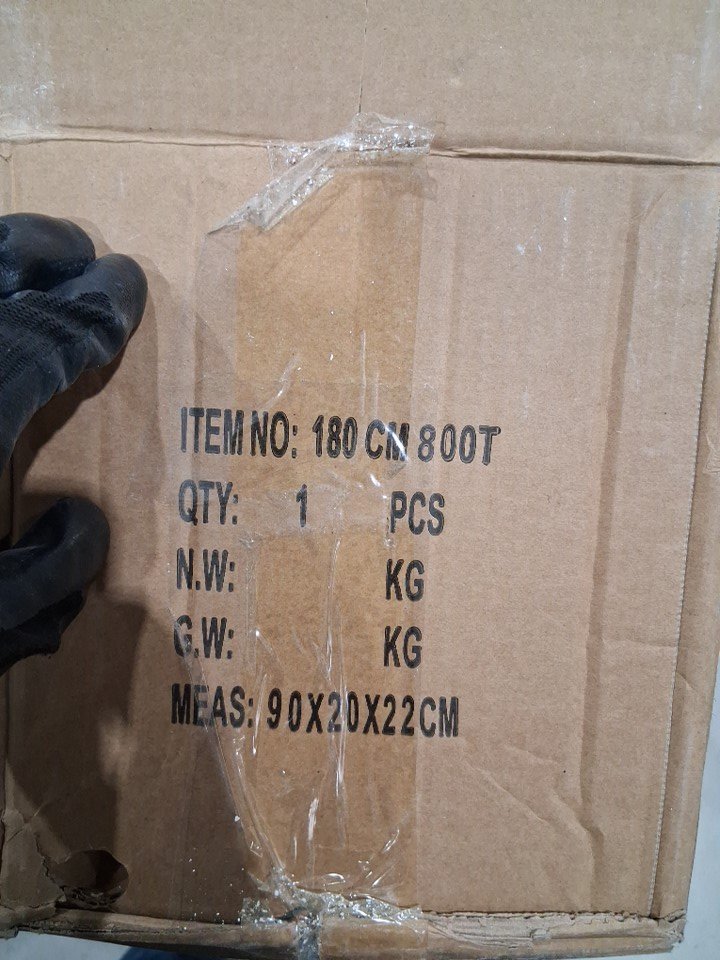 ITEM NO: 180 CM 800T
QTY: 1 PCS
N.W: KG
G.W: KG
MEAS: 90X20X22CM